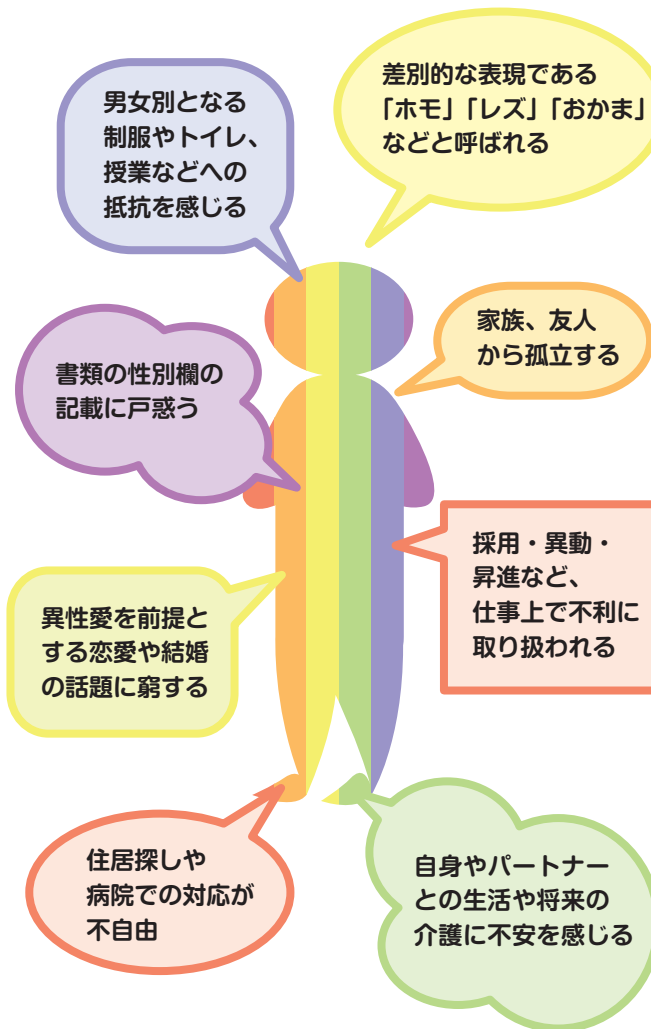 男女別となる
制服やトイレ、
授業などへの
抵抗を感じる
差別的な表現である
「ホモ」「レズ」「おかま」
などと呼ばれる
書類の性別欄の
記載に戸惑う
家族、友人
から孤立する
異性愛を前提と
する恋愛や結婚
の話題に窮する
採用・異動・
昇進など、
仕事上で不利に
取り扱われる
住居探しや
病院での対応が
不自由
自身やパートナー
との生活や将来の
介護に不安を感じる